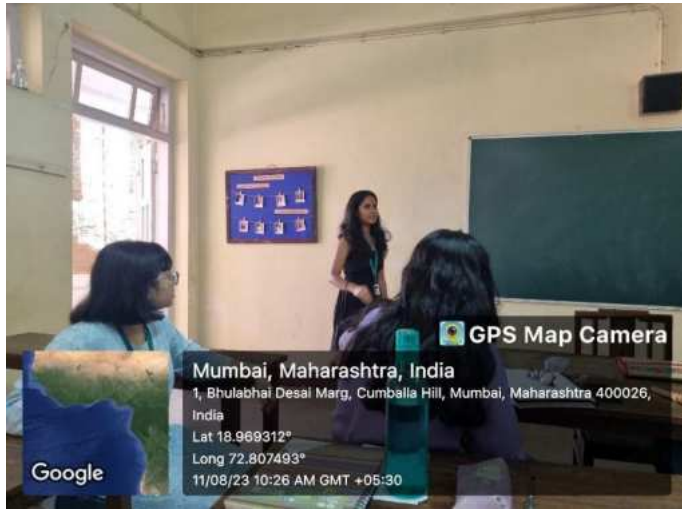 GPS Map Camera
Mumbai, Maharashtra, India
1, Bhulabhai Desai Marg, Cumballa Hill, Mumbai, Maharashtra 400026,
India
Lat 18.969312°
Long 72.807493°
11/08/23 10:26 AM GMT +05:30
Google